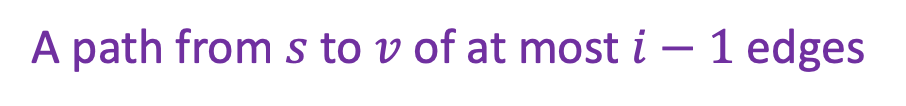 A path from s to v of at most i − 1 edges